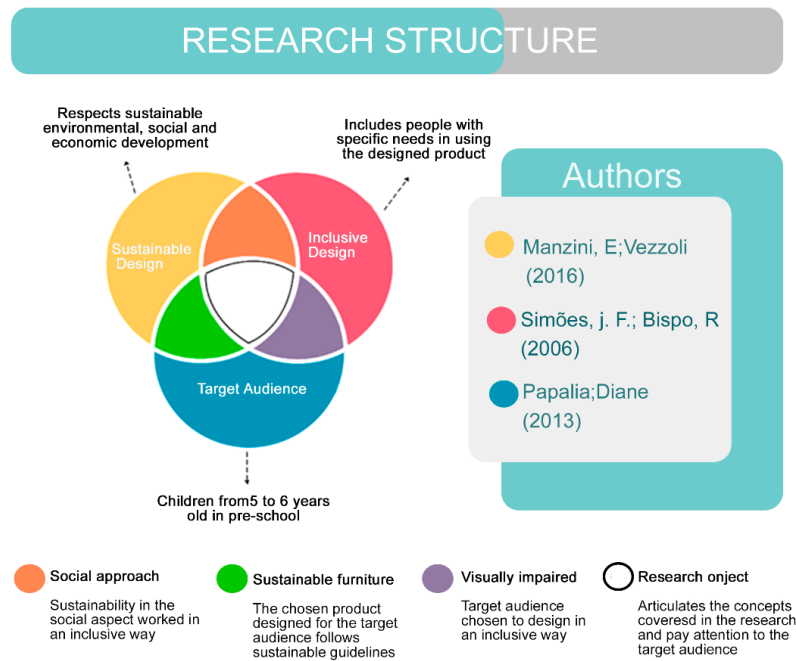 RESEARCH STRUCTURE
Respects sustainable
environmental, social and
economic development
Includes people with
specific needs in using
the designed product
Sustainable
Design
Inclusive
Design
Target Audience
Children from5 to 6 years
old in pre-school
Authors
Manzini, E;Vezzoli
(2016)
Simões, j. F.; Bispo, R
(2006)
Papalia;Diane
(2013)
Social approach
Sustainability in the
social aspect worked in
an inclusive way
Sustainable furniture
The chosen product
designed for the target
audience follows
sustainable guidelines
Visually impaired
Target audience
chosen to design in
an inclusive way
Research onject
Articulates the concepts
coveresd in the research
and pay attention to the
target audience